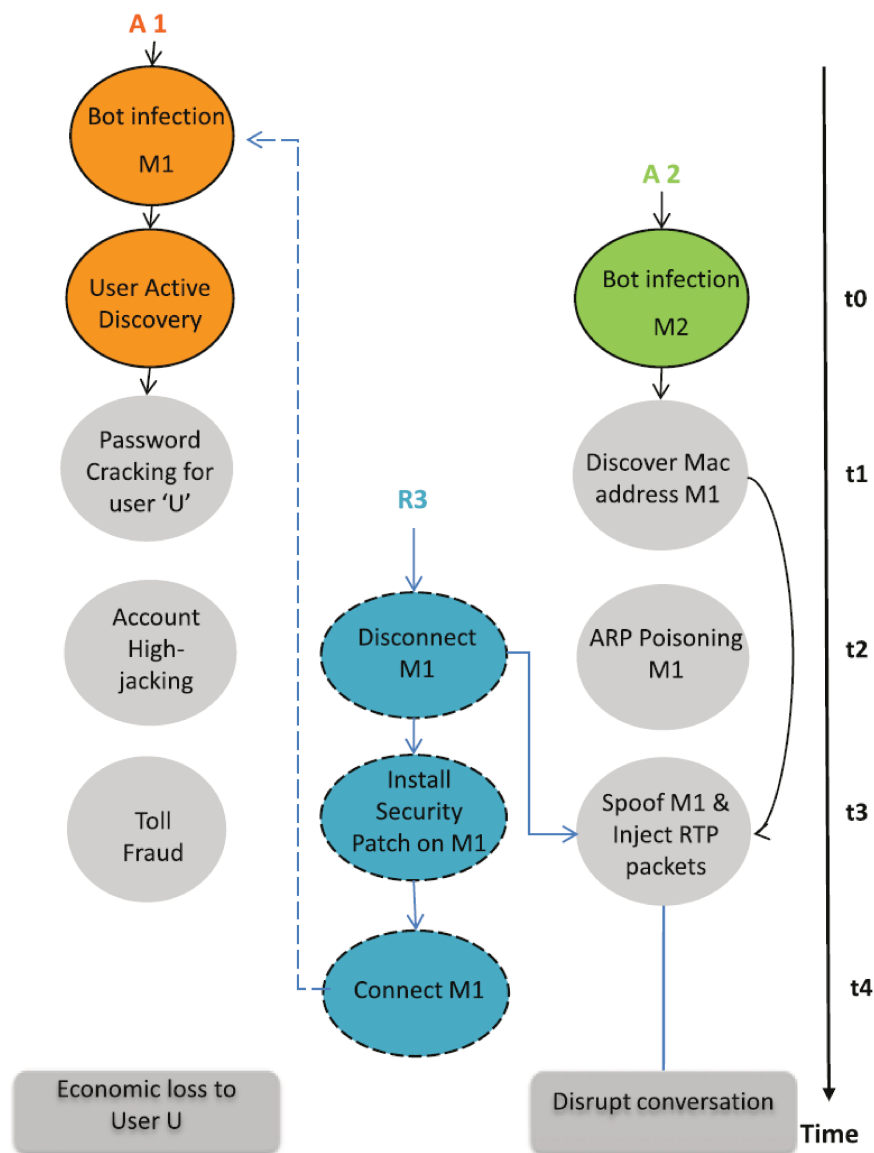 A 1
Bot infection
M1
A 2
User Active
Discovery
Bot infection
M2
t0
Password
Cracking for
user ‘U’
Discover Mac
address M1
t1
R3
Account
High-
jacking
Disconnect
M1
ARP Poisoning
M1
t2
Toll
Fraud
Install
Security
Patch on M1
Spoof M1 &
Inject RTP
packets
t3
Connect M1
t4
Economic loss to
User U
Disrupt conversation
Time